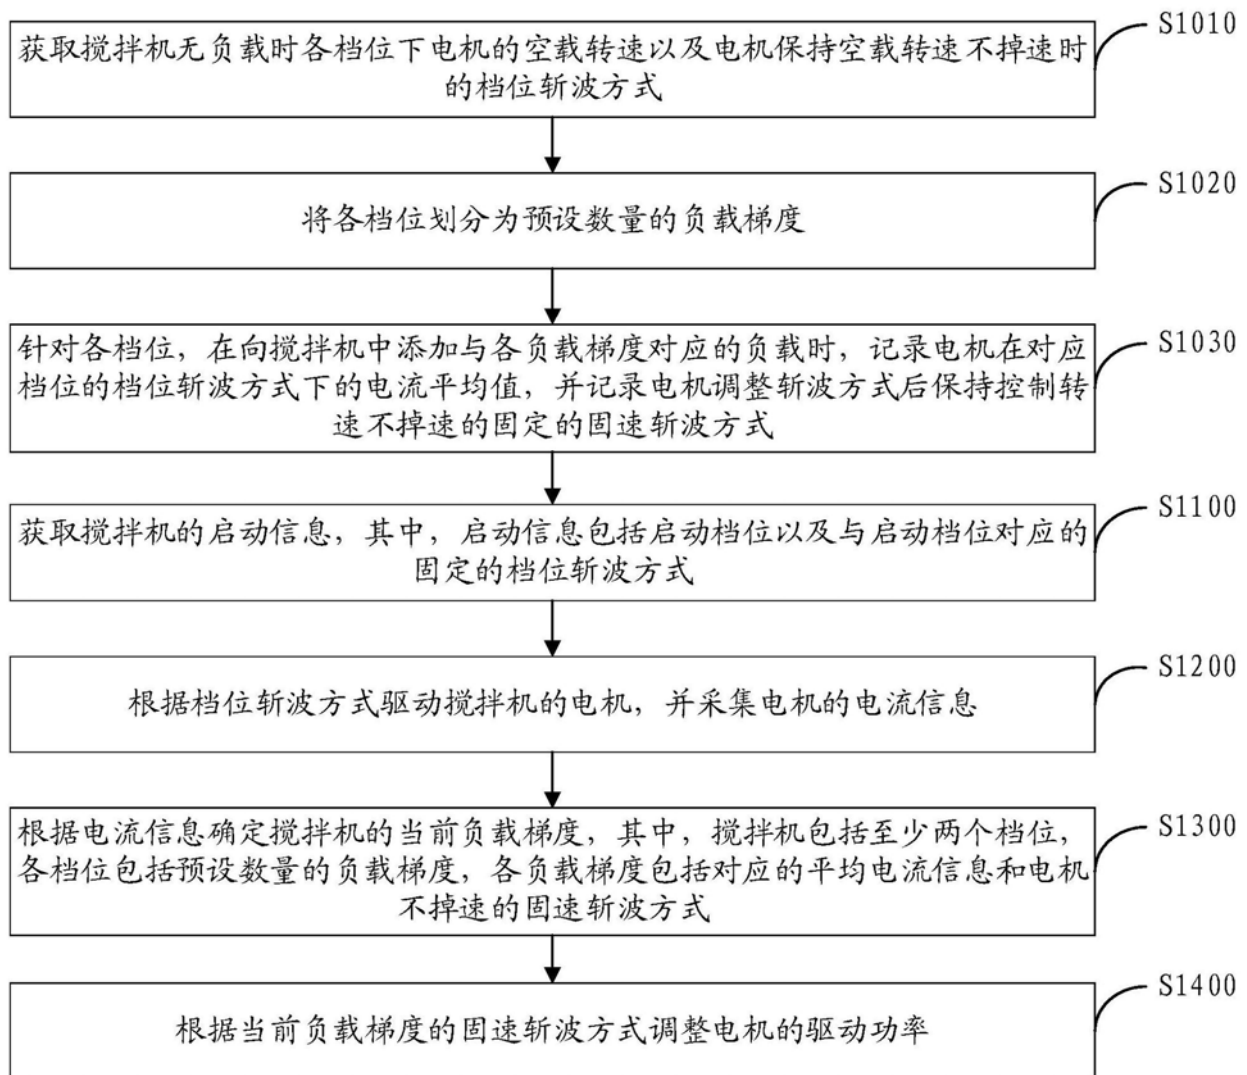 获取搅拌机无负载时各档位下电机的空载转速以及电机保持空载转速不掉速时
的档位斩波方式
S1010
将各档位划分为预设数量的负载梯度
S1020
针对各档位，在向搅拌机中添加与各负载梯度对应的负载时，记录电机在对应
档位的档位斩波方式下的电流平均值，并记录电机调整斩波方式后保持控制转
速不掉速的固定的固速斩波方式
S1030
获取搅拌机的启动信息，其中，启动信息包括启动档位以及与启动档位对应的
固定的档位斩波方式
S1100
根据档位斩波方式驱动搅拌机的电机，并采集电机的电流信息
S1200
根据电流信息确定搅拌机的当前负载梯度，其中，搅拌机包括至少两个档位，
各档位包括预设数量的负载梯度，各负载梯度包括对应的平均电流信息和电机
不掉速的固速斩波方式
S1300
根据当前负载梯度的固速斩波方式调整电机的驱动功率
S1400